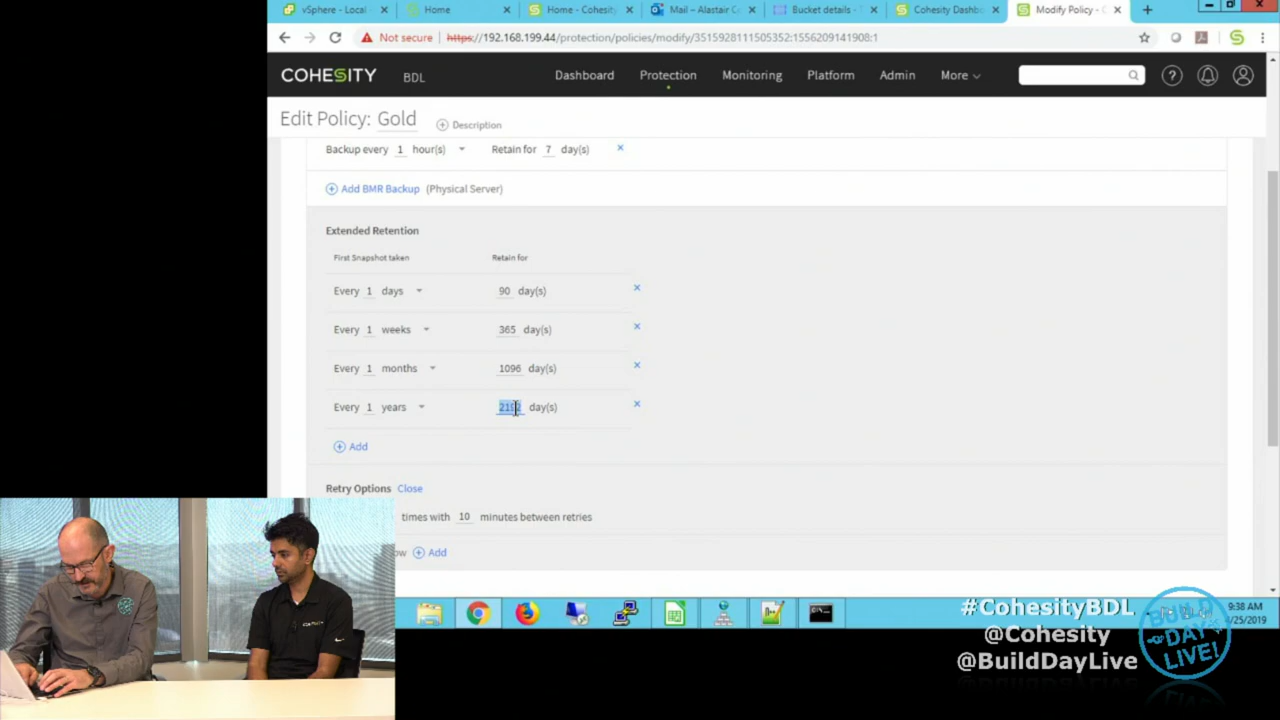 vSphere - Local
Home
Home - Cohesity
Mail – Alastair C
Bucket details -
Cohesity Dashb
Modify Policy -
Not secure https://192.168.199.44/protection/policies/modify/3515928111505352:1556209141908:1
COHESITY BDL Dashboard Protection Monitoring Platform Admin More
Edit Policy: Gold Description
Backup every 1 hour(s) Retain for 7 day(s)
Add BMR Backup (Physical Server)
Extended Retention
First Snapshot taken Retain for
Every 1 days 90 day(s)
Every 1 weeks 365 day(s)
Every 1 months 1096 day(s)
Every 1 years 2192 day(s)
Add
Retry Options Close
times with 10 minutes between retries
ow Add
9:38 AM
/25/2019
#CohesityBDL
@Cohesity
@BuildDayLive
BUILD
DAY
LIVE!